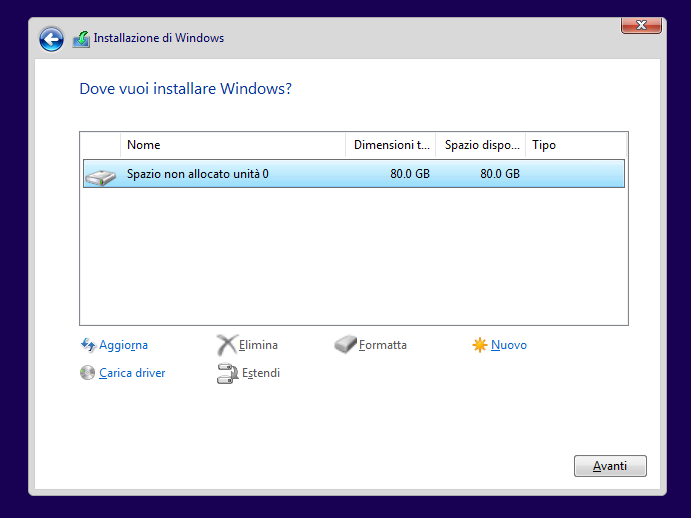 Installazione di Windows
Dove vuoi installare Windows?
Nome Dimensioni t... Spazio dispo... Tipo
Spazio non allocato unità 0 80.0 GB 80.0 GB
Aggiorna Elimina Formatta Nuovo
Carica driver Estendi
Avanti